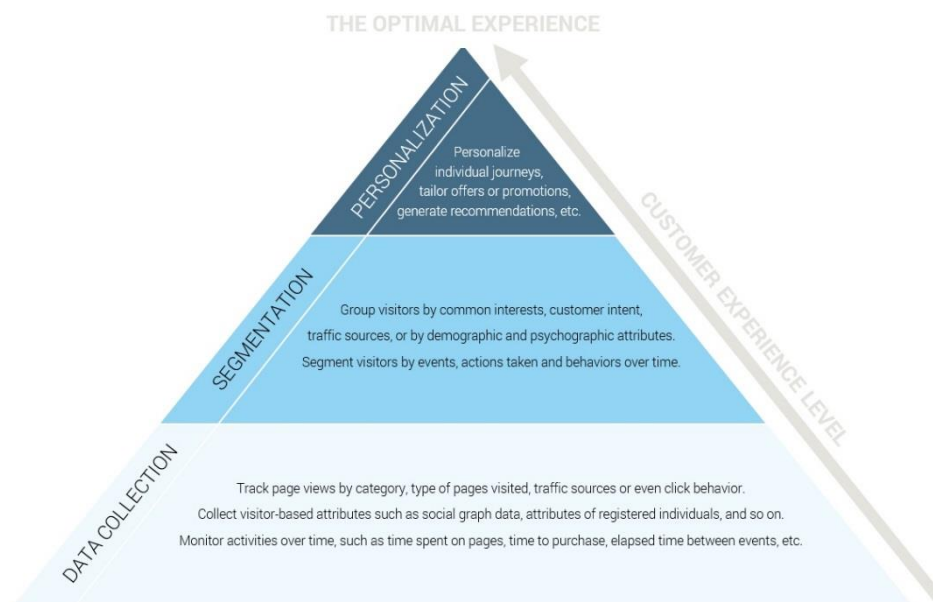 THE OPTIMAL EXPERIENCE
PERSONALIZATION
Personalize
individual journeys,
tailor offers or promotions,
generate recommendations, etc.
CUSTOMER EXPERIENCE LEVEL
SEGMENTATION
Group visitors by common interests, customer intent,
traffic sources, or by demographic and psychographic attributes.
Segment visitors by events, actions taken and behaviors over time.
DATA COLLECTION
Track page views by category, type of pages visited, traffic sources or even click behavior.
Collect visitor-based attributes such as social graph data, attributes of registered individuals, and so on.
Monitor activities over time, such as time spent on pages, time to purchase, elapsed time between events, etc.